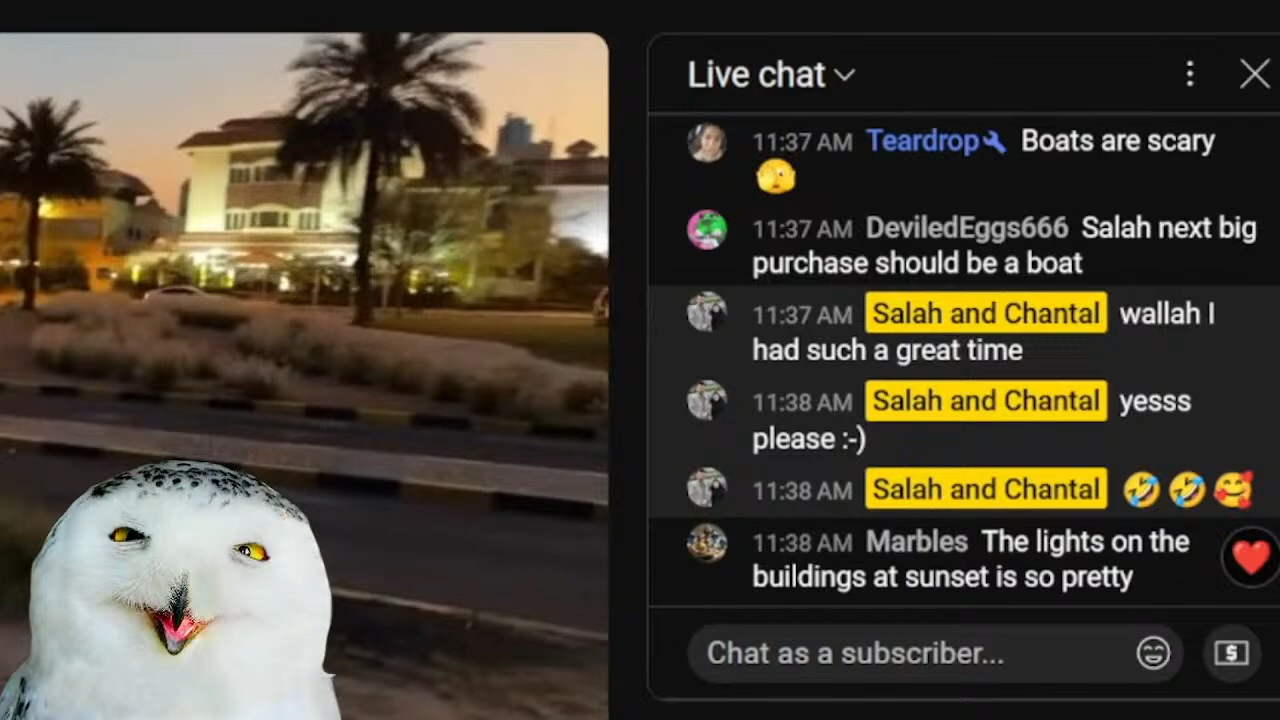 Live chat
11:37 AM Teardrop Boats are scary
🫣
11:37 AM DeviledEggs666 Salah next big
purchase should be a boat
11:37 AM Salah and Chantal wallah I
had such a great time
11:38 AM Salah and Chantal yesss
please :-)
11:38 AM Salah and Chantal 🤣🤣🥰
11:38 AM Marbles The lights on the
buildings at sunset is so pretty
Chat as a subscriber...
$